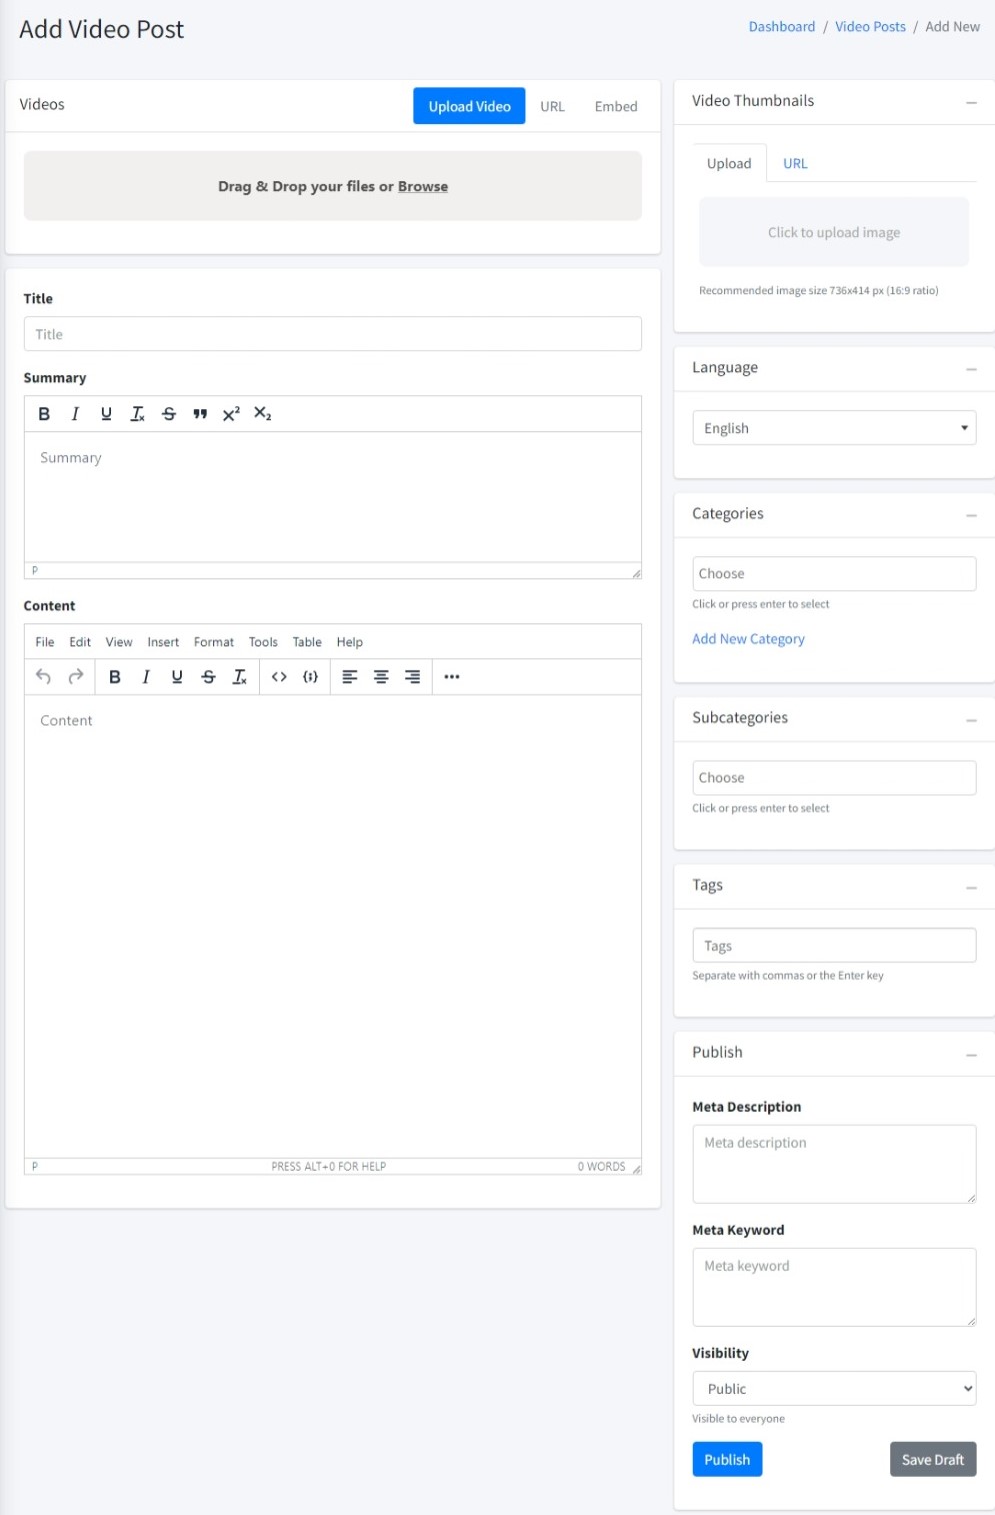 Add Video Post
Dashboard / Video Posts / Add New
Videos
Upload Video URL Embed
Drag & Drop your files or Browse
Title
Title
Summary
B I U Tx S ❞ X² X₂
Summary
P
Content
File Edit View Insert Format Tools Table Help
B I U S Tx <> {;} •••
Content
P PRESS ALT+0 FOR HELP 0 WORDS
Video Thumbnails
Upload URL
Click to upload image
Recommended image size 736x414 px (16:9 ratio)
Language
English
Categories
Choose
Click or press enter to select
Add New Category
Subcategories
Choose
Click or press enter to select
Tags
Tags
Separate with commas or the Enter key
Publish
Meta Description
Meta description
Meta Keyword
Meta keyword
Visibility
Public
Visible to everyone
Publish Save Draft